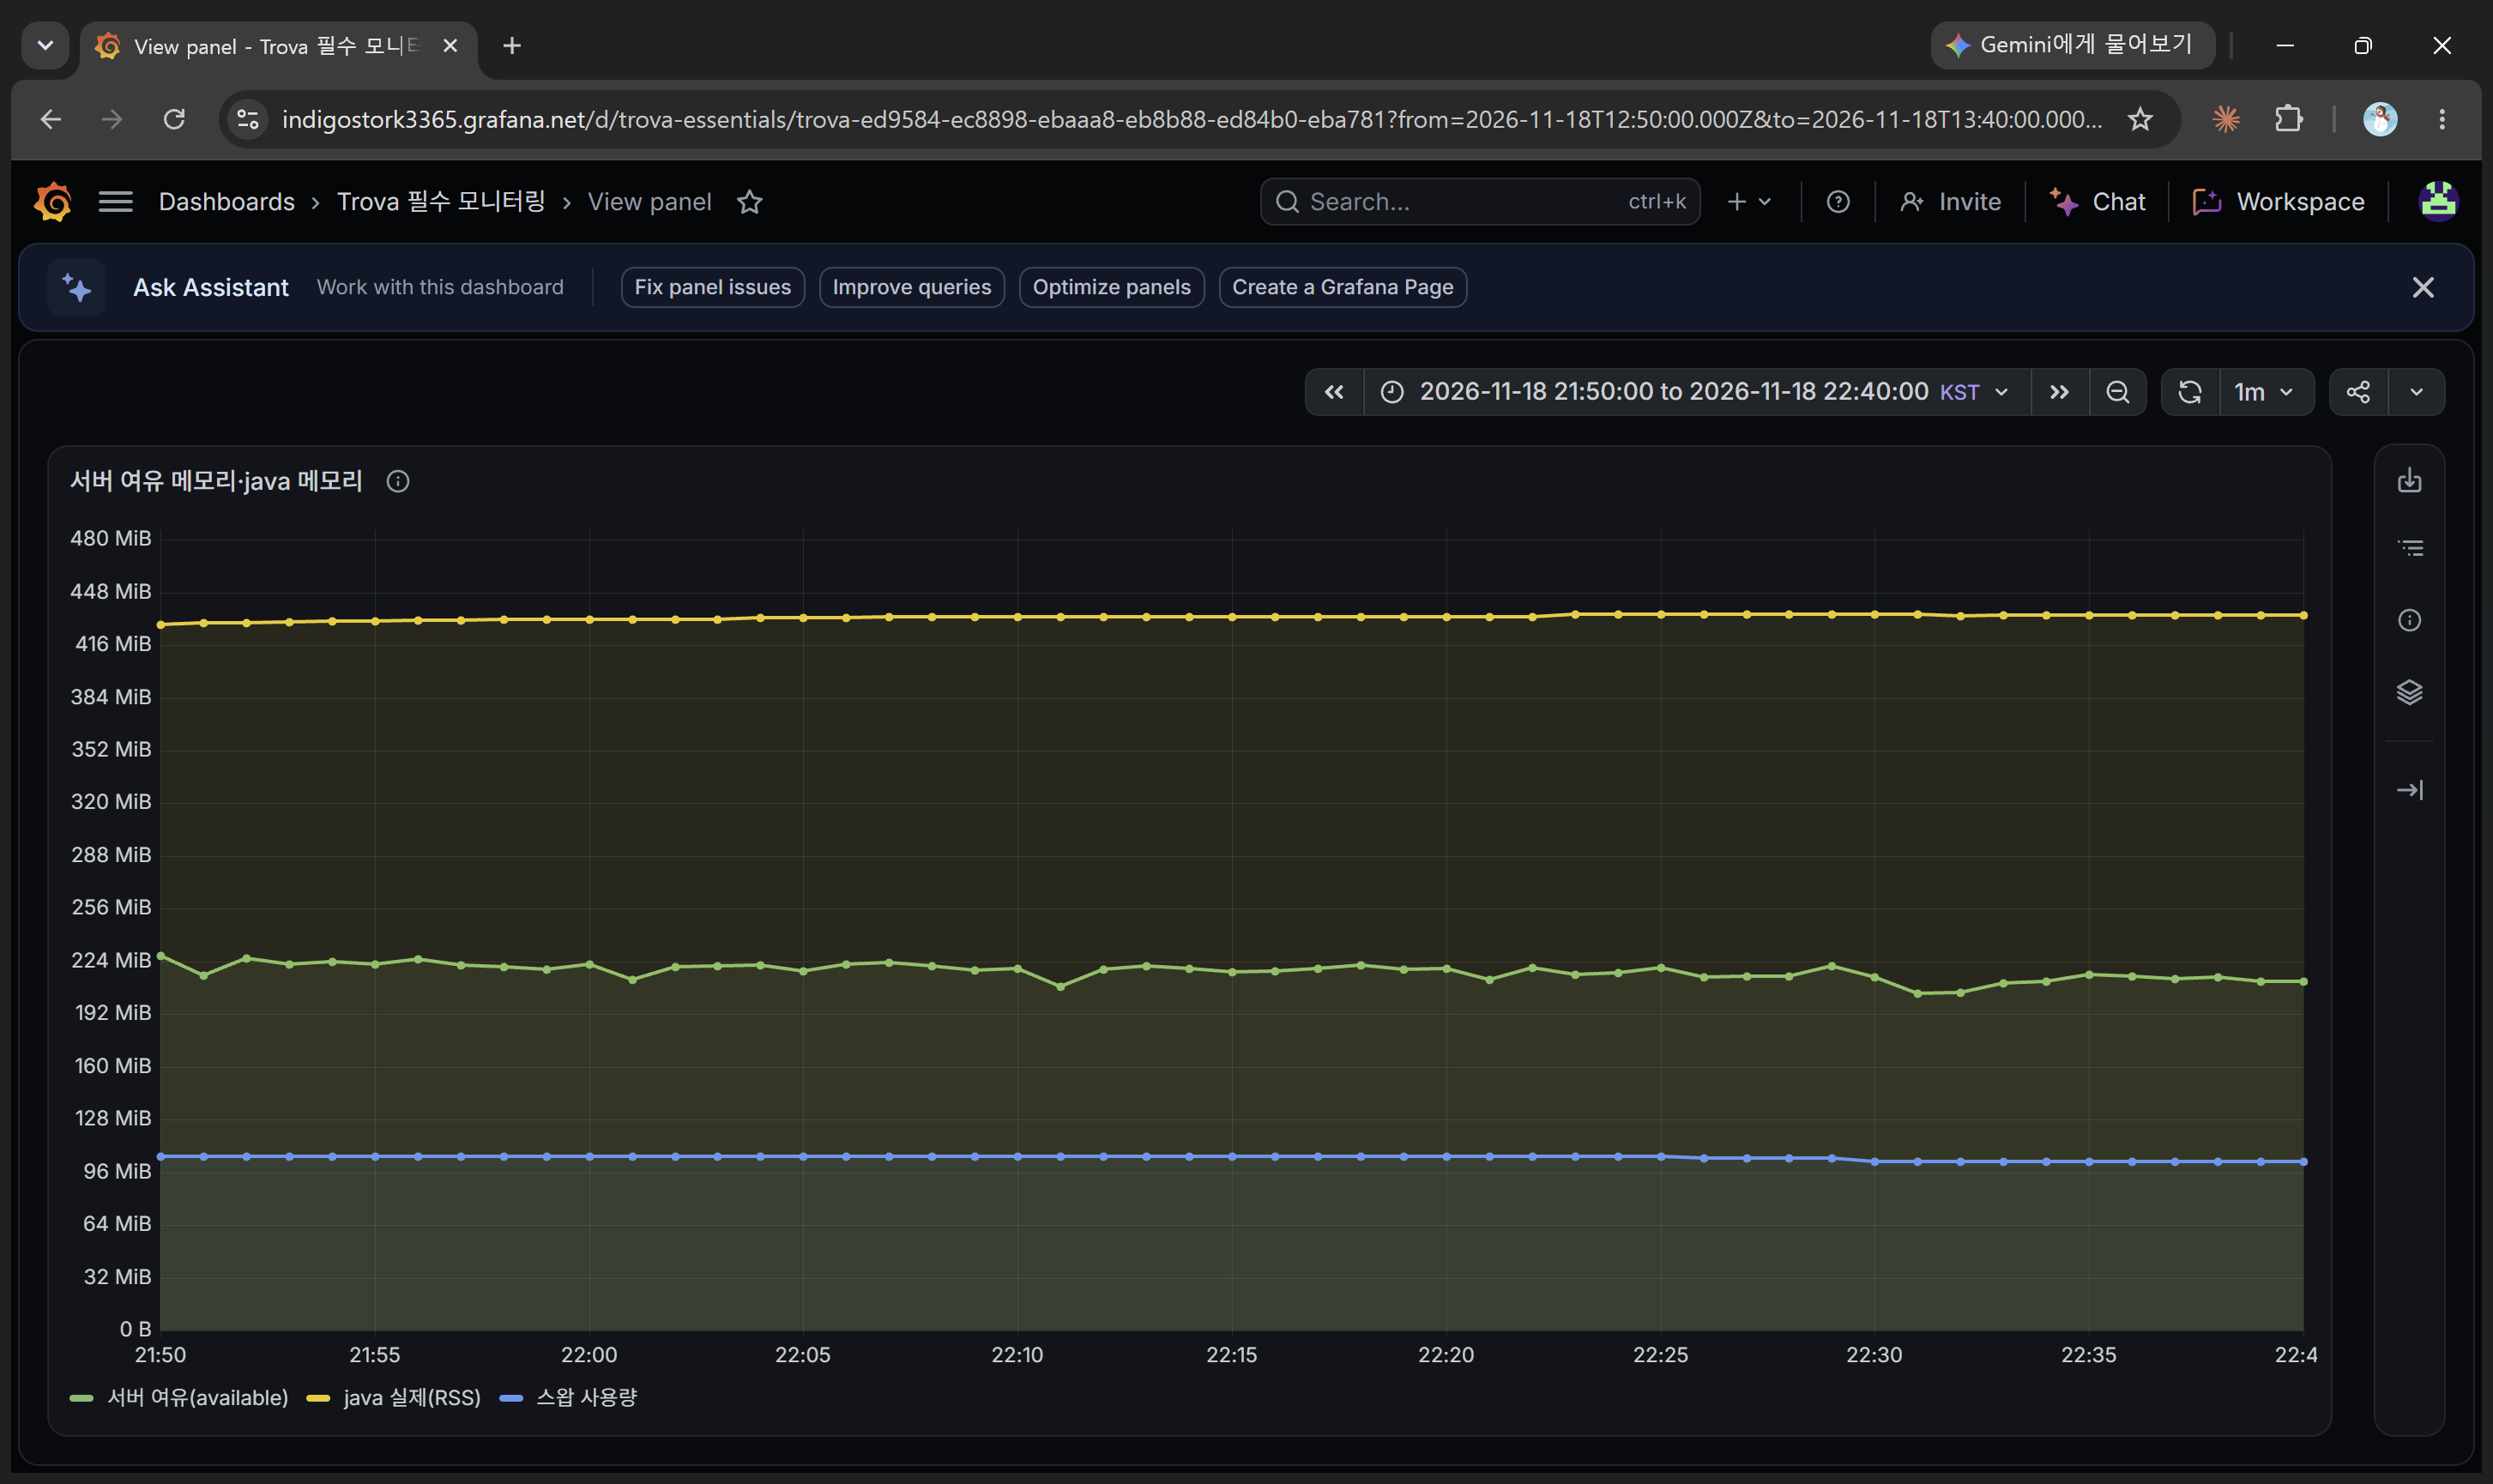 View panel - Trova 필수 모니터
Gemini에게 물어보기
indigostork3365.grafana.net/d/trova-essentials/trova-ed9584-ec8898-ebaaa8-eb8b88-ed84b0-eba781?from=2026-11-18T12:50:00.000Z&to=2026-11-18T13:40:00.000...
Dashboards › Trova 필수 모니터링 › View panel
Search... ctrl+k
Invite
Chat
Workspace
Ask Assistant Work with this dashboard
Fix panel issues
Improve queries
Optimize panels
Create a Grafana Page
2026-11-18 21:50:00 to 2026-11-18 22:40:00 KST
1m
서버 여유 메모리·java 메모리
480 MiB
448 MiB
416 MiB
384 MiB
352 MiB
320 MiB
288 MiB
256 MiB
224 MiB
192 MiB
160 MiB
128 MiB
96 MiB
64 MiB
32 MiB
0 B
21:50 21:55 22:00 22:05 22:10 22:15 22:20 22:25 22:30 22:35 22:4
서버 여유(available) java 실제(RSS) 스왑 사용량